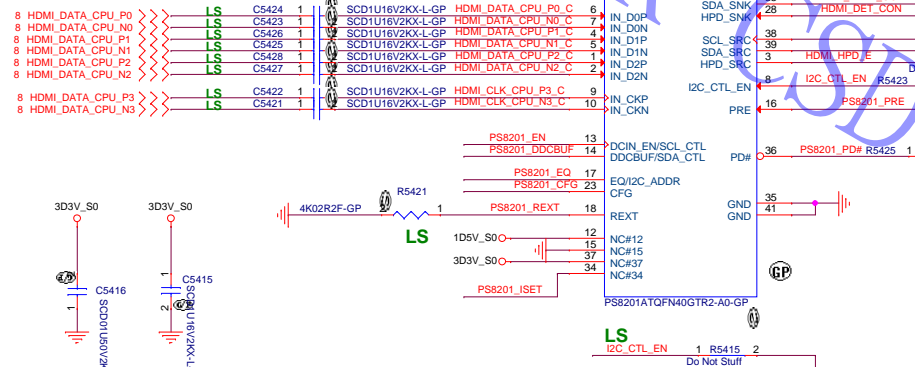 8 HDMI_DATA_CPU_P0 LS C5424 1 SCD1U16V2KX-L-GP HDMI_DATA_CPU_P0_C 6 IN_D0P
8 HDMI_DATA_CPU_N0 LS C5423 1 SCD1U16V2KX-L-GP HDMI_DATA_CPU_N0_C 7 IN_D0N
8 HDMI_DATA_CPU_P1 LS C5426 1 SCD1U16V2KX-L-GP HDMI_DATA_CPU_P1_C 4 IN_D1P
8 HDMI_DATA_CPU_N1 LS C5425 1 SCD1U16V2KX-L-GP HDMI_DATA_CPU_N1_C 5 IN_D1N
8 HDMI_DATA_CPU_P2 LS C5428 1 SCD1U16V2KX-L-GP HDMI_DATA_CPU_P2_C 1 IN_D2P
8 HDMI_DATA_CPU_N2 LS C5427 1 SCD1U16V2KX-L-GP HDMI_DATA_CPU_N2_C 2 IN_D2N
8 HDMI_DATA_CPU_P3 LS C5422 1 SCD1U16V2KX-L-GP HDMI_CLK_CPU_P3_C 9 IN_CKP
8 HDMI_DATA_CPU_N3 LS C5421 1 SCD1U16V2KX-L-GP HDMI_CLK_CPU_N3_C 10 IN_CKN
SDA_SNK
HPD_SNK 28 HDMI_DET_CON
SCL_SRC 38
SDA_SRC 39
HPD_SRC 3 HDMI_HPD_E
I2C_CTL_EN 8 I2C_CTL_EN R5423
PRE 16 PS8201_PRE
PS8201_EN 13 DCIN_EN/SCL_CTL
PS8201_DDCBUF 14 DDCBUF/SDA_CTL
PD# 36 PS8201_PD# R5425 1
PS8201_EQ 17 EQ/I2C_ADDR
PS8201_CFG 23 CFG
R5421
4K02R2F-GP 2 1 PS8201_REXT 18 REXT
LS
GND 35
GND 41
1D5V_S0 12 NC#12
15 NC#15
3D3V_S0 37 NC#37
34 NC#34
PS8201_ISET
GP
PS8201ATQFN40GTR2-A0-GP
3D3V_S0 3D3V_S0
1
C5416 C5415
1 2
SCD01U50V2K
LS
I2C_CTL_EN 1 R5415 2
Do Not Stuff